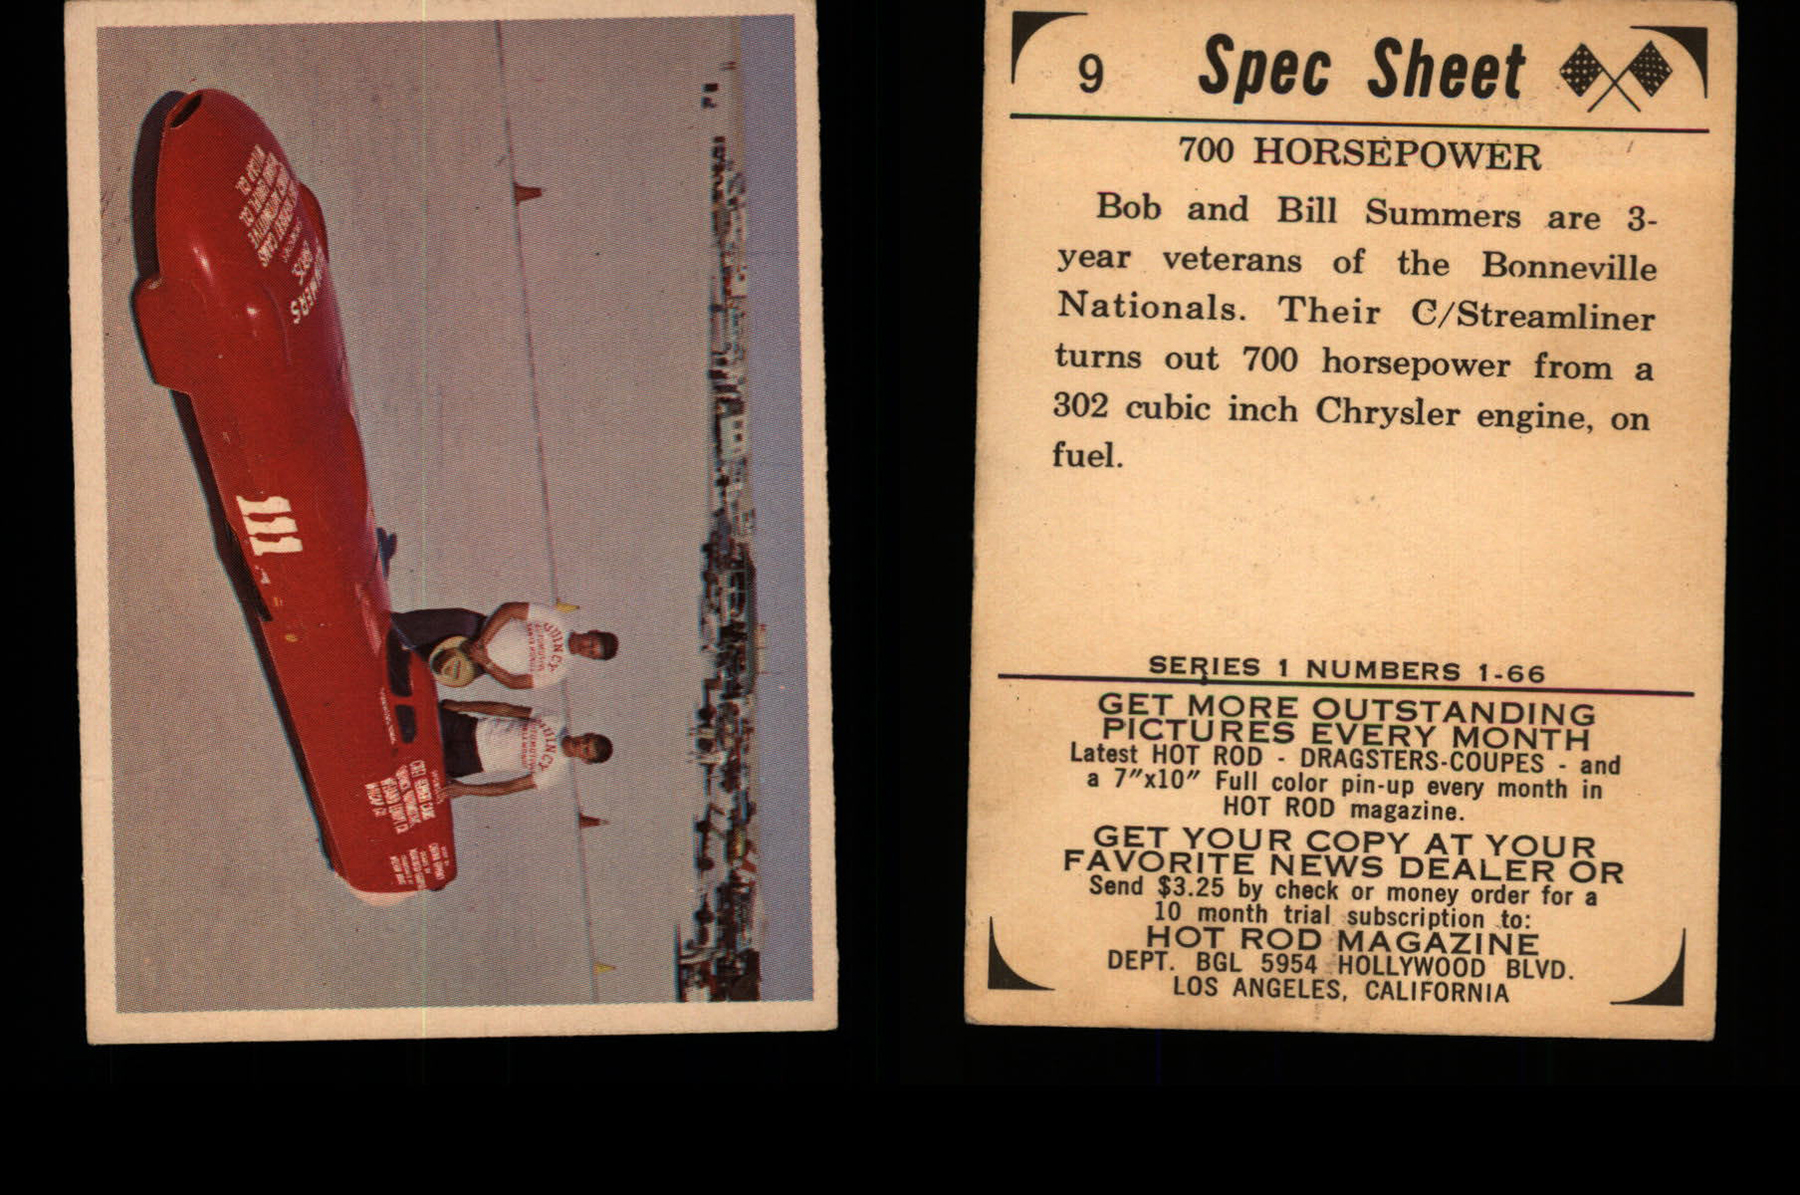 111
QUINCY
QUINCY
9 Spec Sheet
700 HORSEPOWER
Bob and Bill Summers are 3-
year veterans of the Bonneville
Nationals. Their C/Streamliner
turns out 700 horsepower from a
302 cubic inch Chrysler engine, on
fuel.
SERIES 1 NUMBERS 1-66
GET MORE OUTSTANDING
PICTURES EVERY MONTH
Latest HOT ROD - DRAGSTERS-COUPES - and
a 7"x10" Full color pin-up every month in
HOT ROD magazine.
GET YOUR COPY AT YOUR
FAVORITE NEWS DEALER OR
Send $3.25 by check or money order for a
10 month trial subscription to:
HOT ROD MAGAZINE
DEPT. BGL 5954 HOLLYWOOD BLVD.
LOS ANGELES, CALIFORNIA